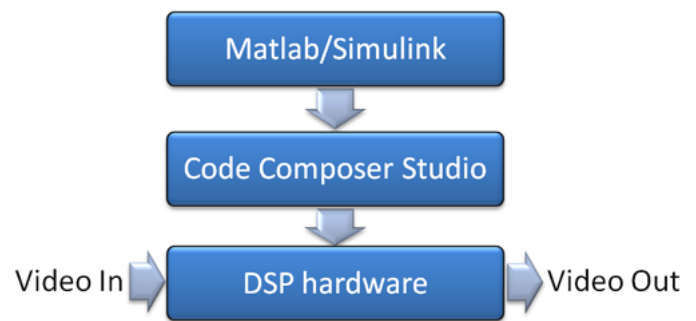 Matlab/Simulink
Code Composer Studio
Video In
DSP hardware
Video Out